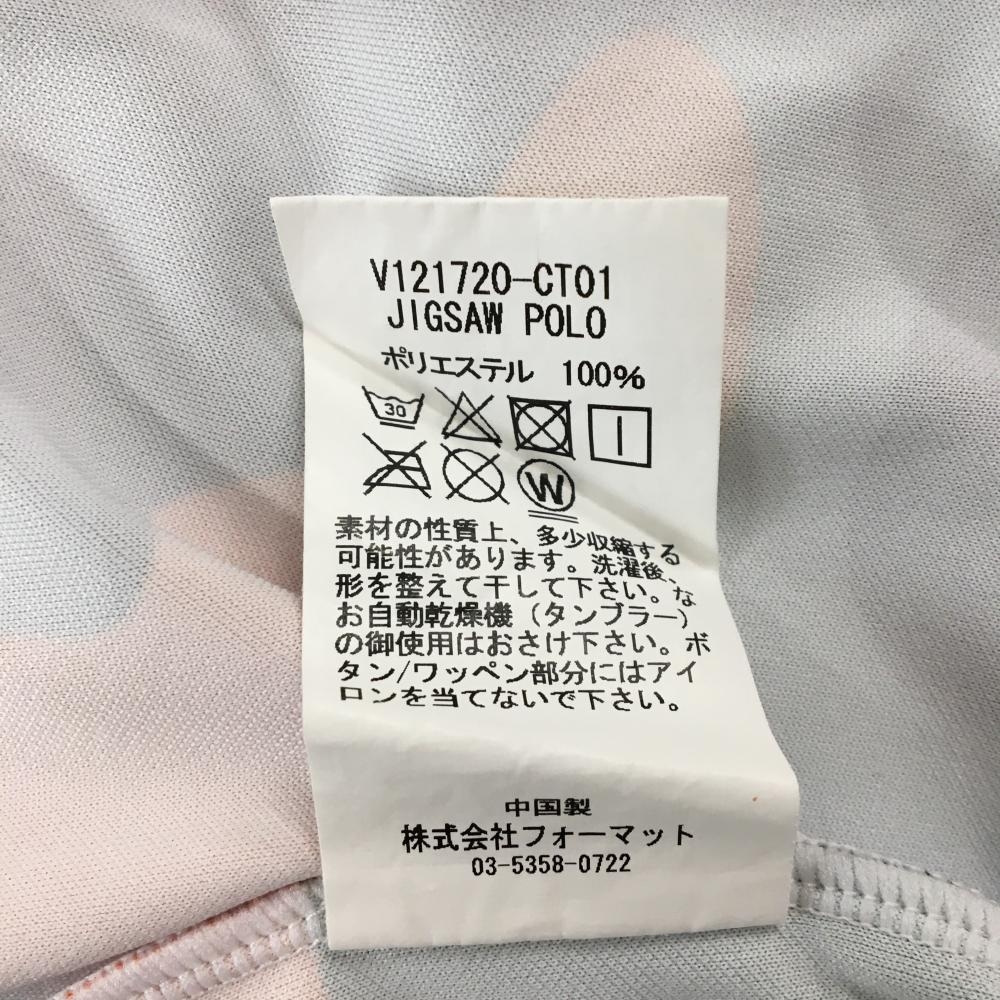 V121720-CT01
JIGSAW POLO
ポリエステル 100%
30
W
素材の性質上、多少収縮する
可能性があります。洗濯後、
形を整えて干して下さい。な
お自動乾燥機（タンブラー）
の御使用はおさけ下さい。ボ
タン/ワッペン部分にはアイ
ロンを当てないで下さい。
中国製
株式会社フォーマット
03-5358-0722